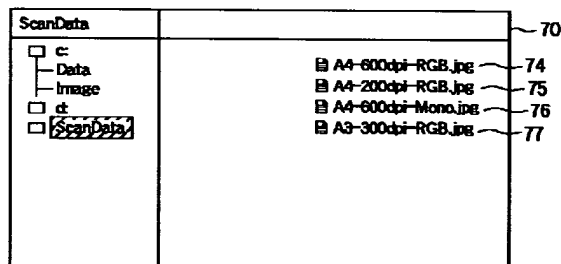 ScanData
70
c:
Data
Image
d:
ScanData
A4-600dpi-RGB.jpg 74
A4-200dpi-RGB.jpg 75
A4-600dpi-Mono.jpg 76
A3-300dpi-RGB.jpg 77